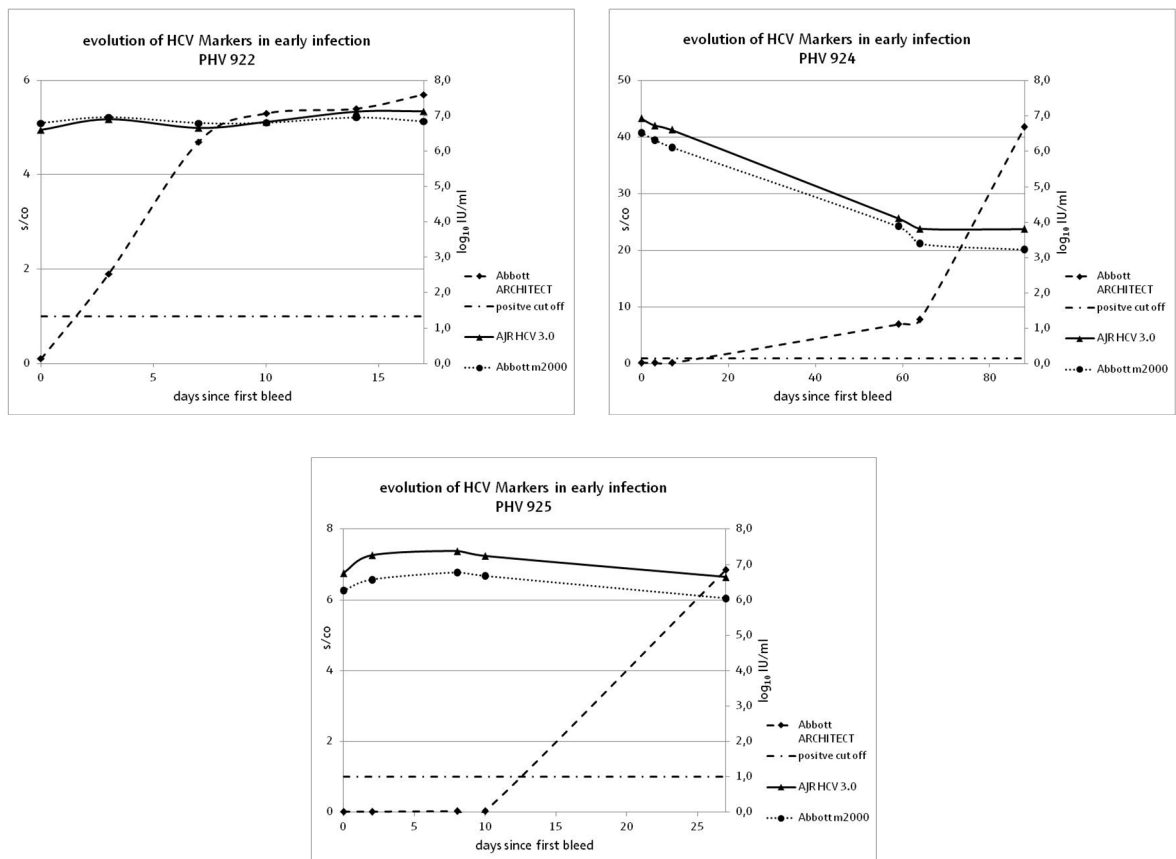 evolution of HCV Markers in early infection
PHV 922
6
4
2
0
s/co
8,0
7,0
6,0
5,0
4,0
3,0
2,0
1,0
0,0
log10 IU/ml
0 5 10 15
days since first bleed
Abbott
ARCHITECT
positve cut off
AJR HCV 3.0
Abbott m2000
evolution of HCV Markers in early infection
PHV 924
50
40
30
20
10
0
s/co
8,0
7,0
6,0
5,0
4,0
3,0
2,0
1,0
0,0
log10 IU/ml
0 20 40 60 80
days since first bleed
Abbott
ARCHITECT
positve cut off
AJR HCV 3.0
Abbott m2000
evolution of HCV Markers in early infection
PHV 925
8
6
4
2
0
s/co
8,0
7,0
6,0
5,0
4,0
3,0
2,0
1,0
0,0
log10 IU/ml
0 5 10 15 20 25
days since first bleed
Abbott
ARCHITECT
positve cut off
AJR HCV 3.0
Abbott m2000